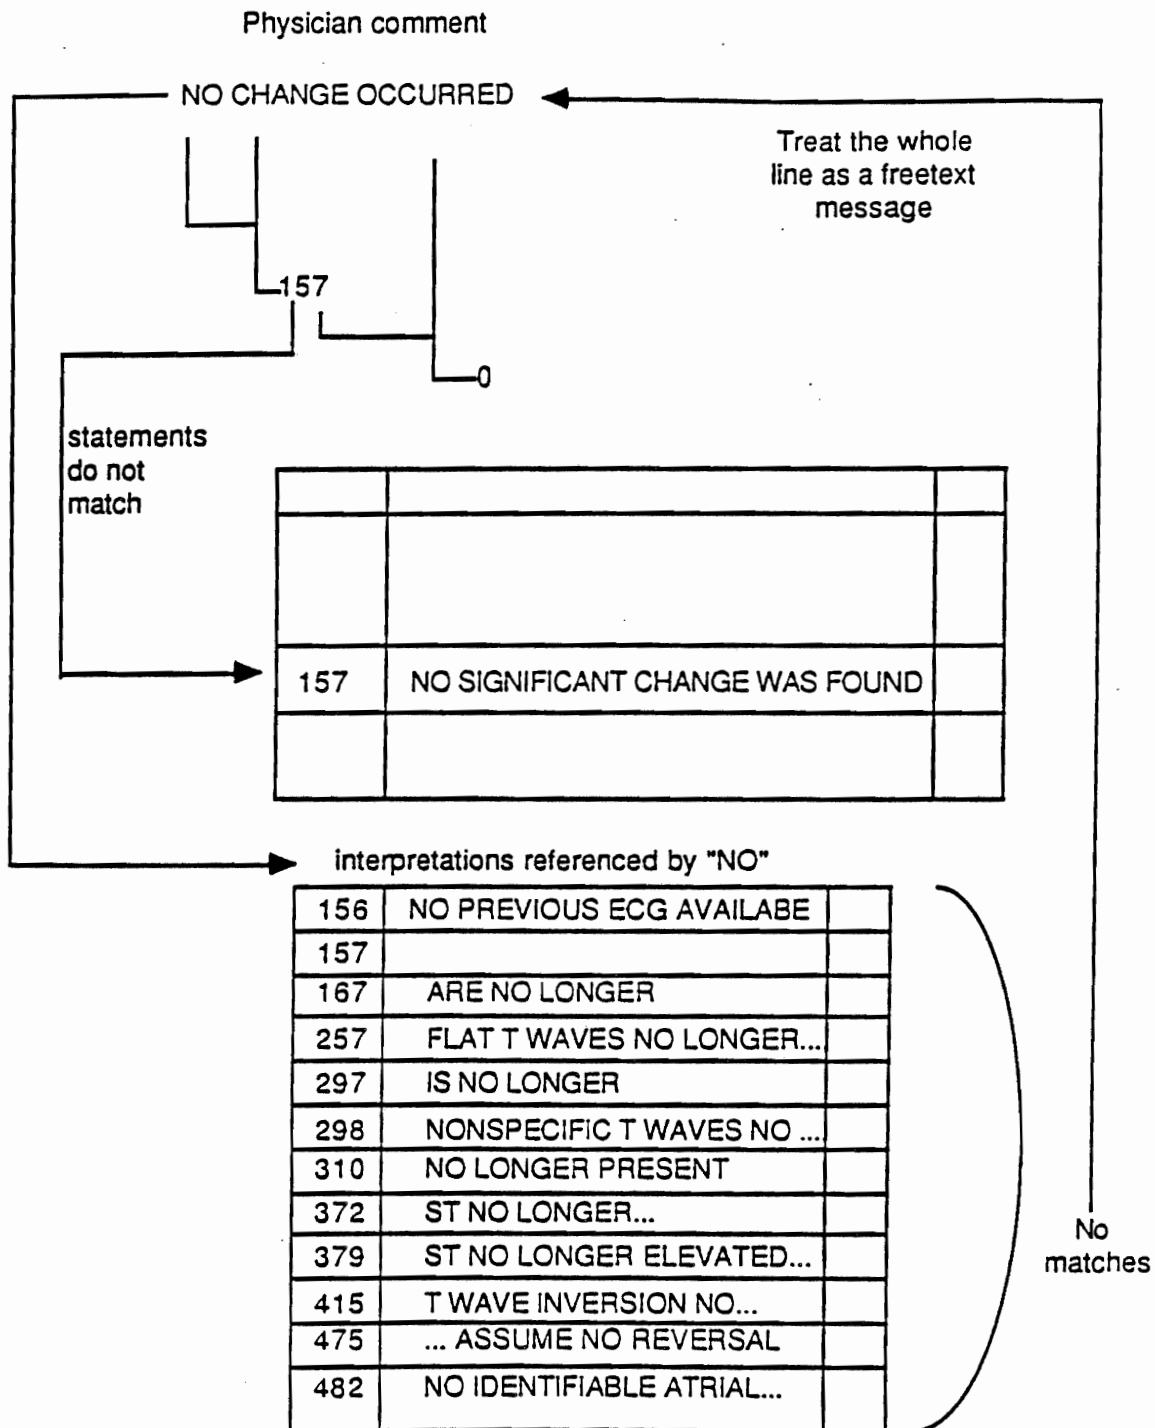 Physician comment
NO CHANGE OCCURRED
Treat the whole
line as a freetext
message
157
0
statements
do not
match
157 NO SIGNIFICANT CHANGE WAS FOUND
interpretations referenced by "NO"
156 NO PREVIOUS ECG AVAILABE
157
167 ARE NO LONGER
257 FLAT T WAVES NO LONGER...
297 IS NO LONGER
298 NONSPECIFIC T WAVES NO ...
310 NO LONGER PRESENT
372 ST NO LONGER...
379 ST NO LONGER ELEVATED...
415 T WAVE INVERSION NO...
475 ... ASSUME NO REVERSAL
482 NO IDENTIFIABLE ATRIAL...
No
matches